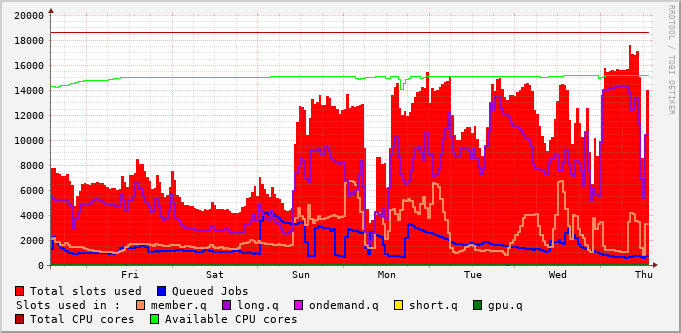 RRDTOOL / TOBI OETIKER
20000
18000
16000
14000
12000
10000
8000
6000
4000
2000
0
Fri Sat Sun Mon Tue Wed Thu
Total slots used Queued Jobs
Slots used in : member.q long.q ondemand.q short.q gpu.q
Total CPU cores Available CPU cores